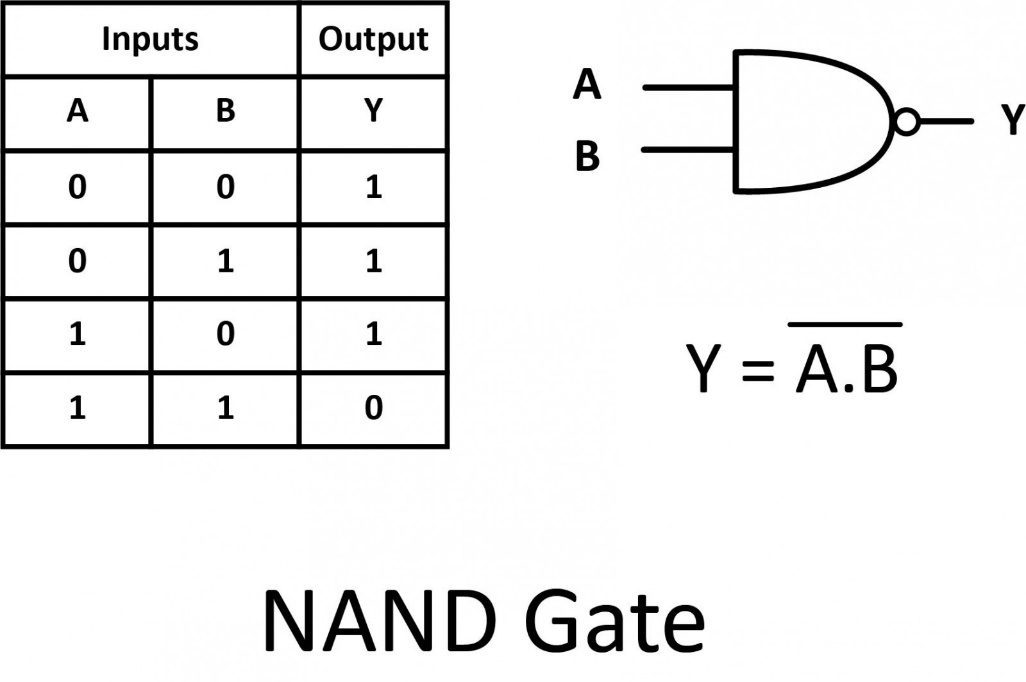 Inputs Output
A B Y
0 0 1
0 1 1
1 0 1
1 1 0
A
B
Y
Y = A̅.̅B̅
NAND Gate